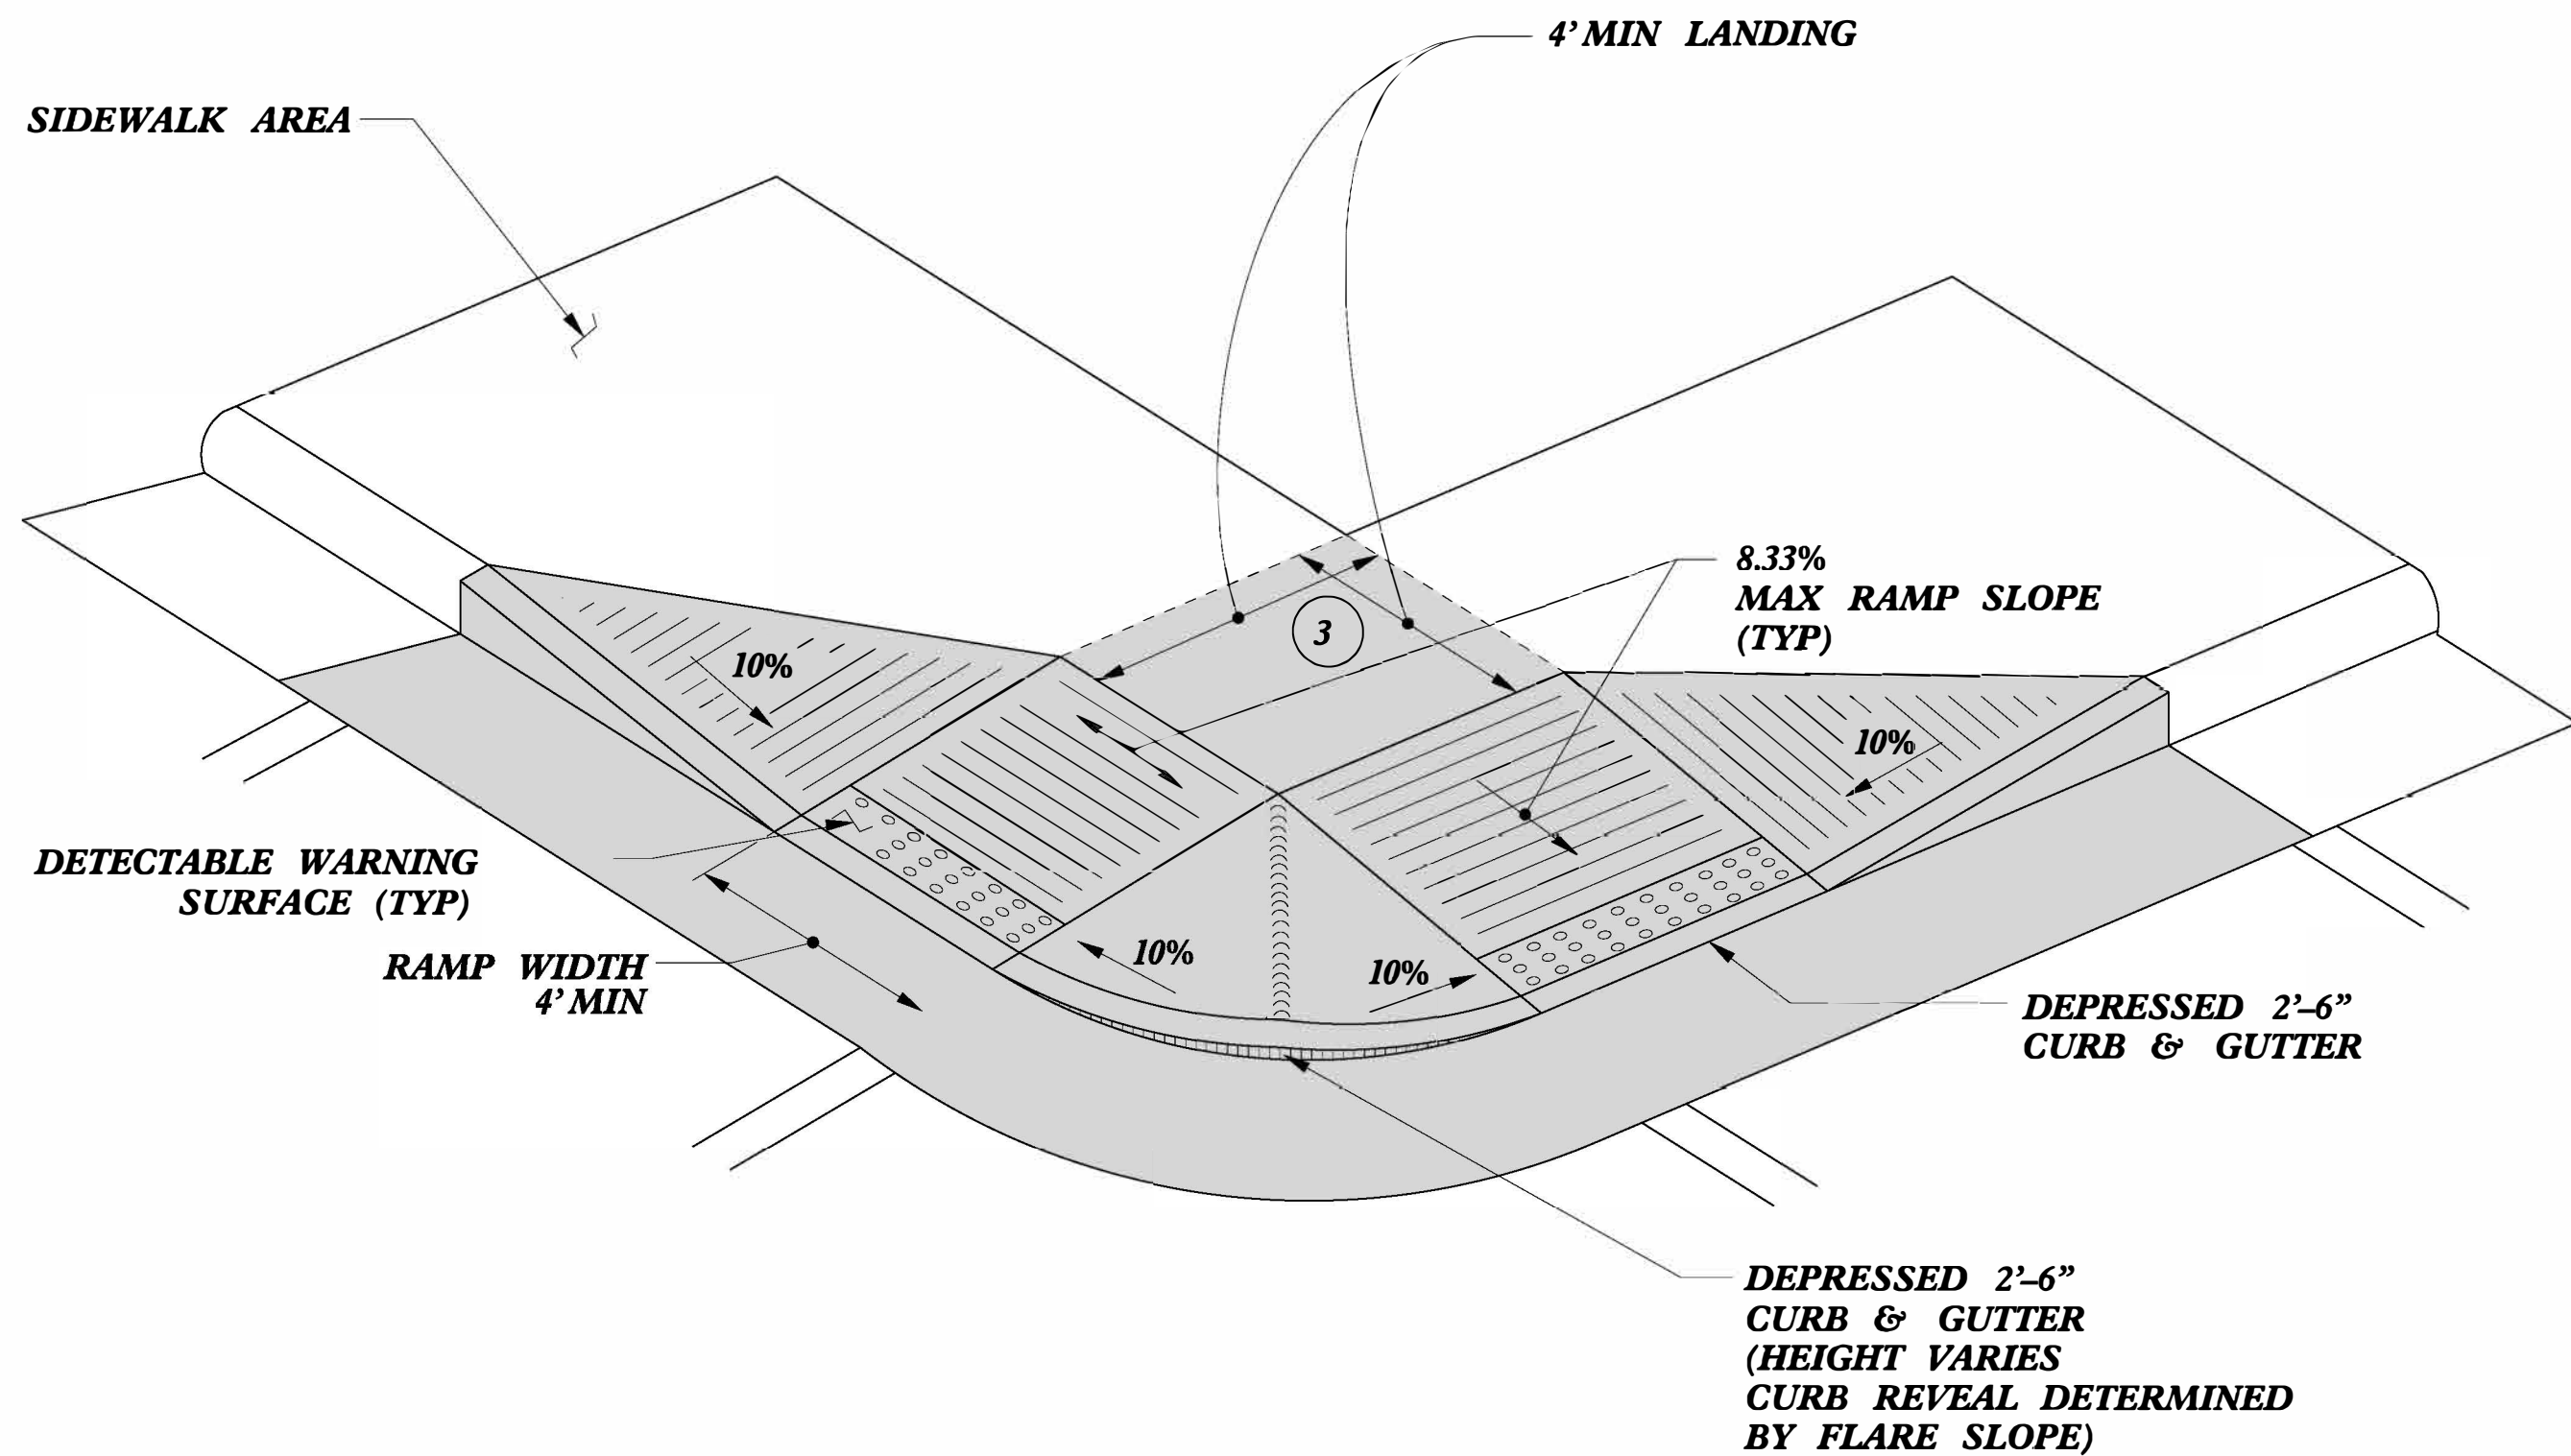 4' MIN LANDING
SIDEWALK AREA
8.33%
MAX RAMP SLOPE
(TYP)
3
10%
10%
DETECTABLE WARNING
SURFACE (TYP)
RAMP WIDTH
4' MIN
10%
10%
DEPRESSED 2'–6”
CURB & GUTTER
DEPRESSED 2'–6”
CURB & GUTTER
(HEIGHT VARIES
CURB REVEAL DETERMINED
BY FLARE SLOPE)